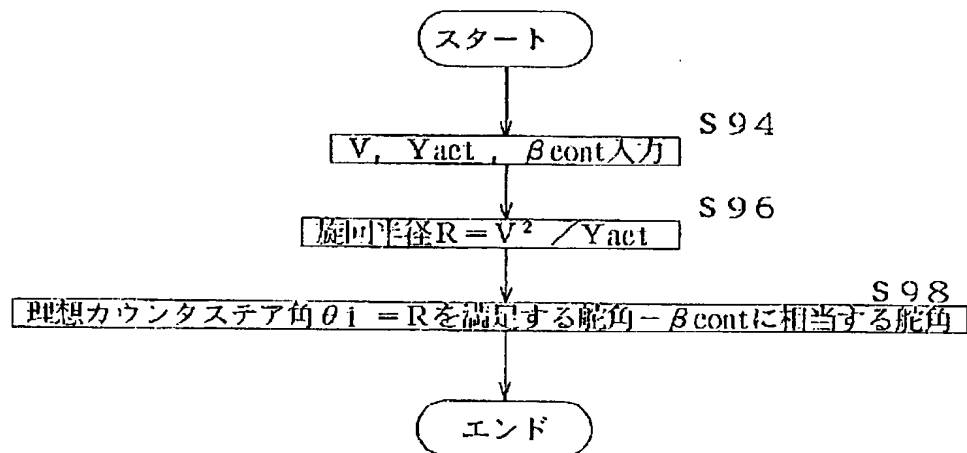 スタート
S94
V, Yact, βcont入力
S96
旋回半径R=V²/Yact
S98
理想カウンタステア角θi=Rを満足する舵角-βcontに相当する舵角
エンド